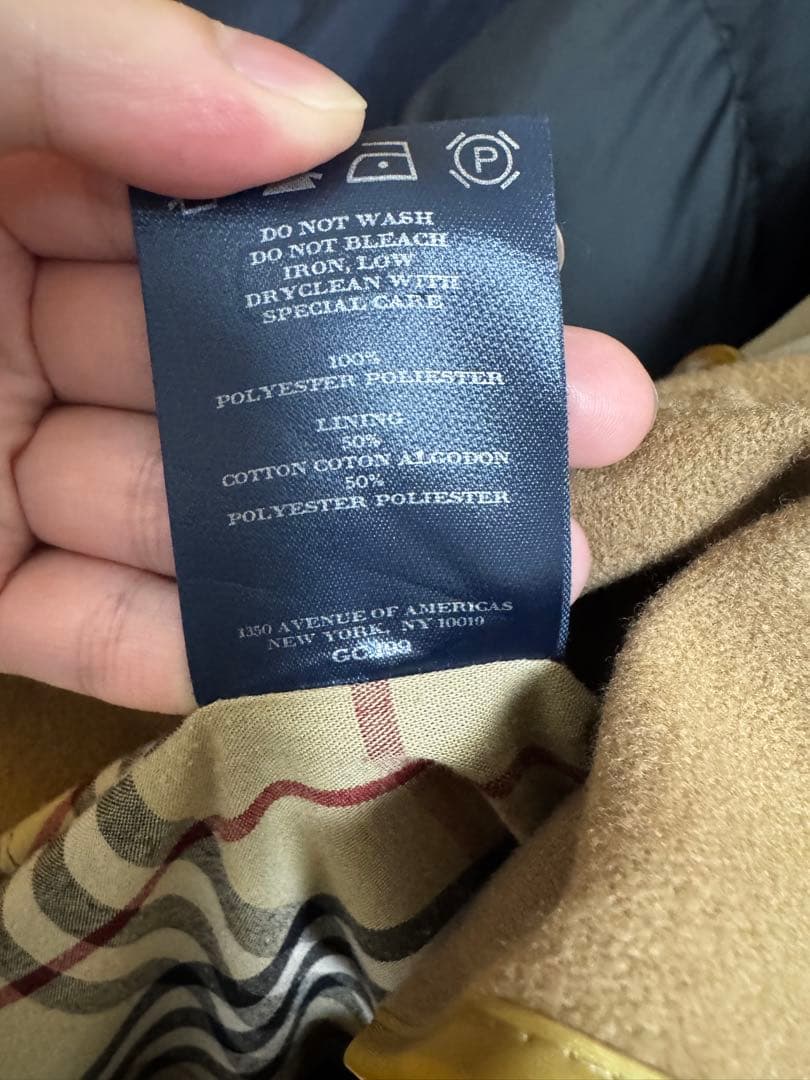 P
DO NOT WASH
DO NOT BLEACH
IRON, LOW
DRYCLEAN WITH
SPECIAL CARE
100%
POLYESTER POLIESTER
LINING
50%
COTTON COTON ALGODON
50%
POLYESTER POLIESTER
1350 AVENUE OF AMERICAS
NEW YORK, NY 10019